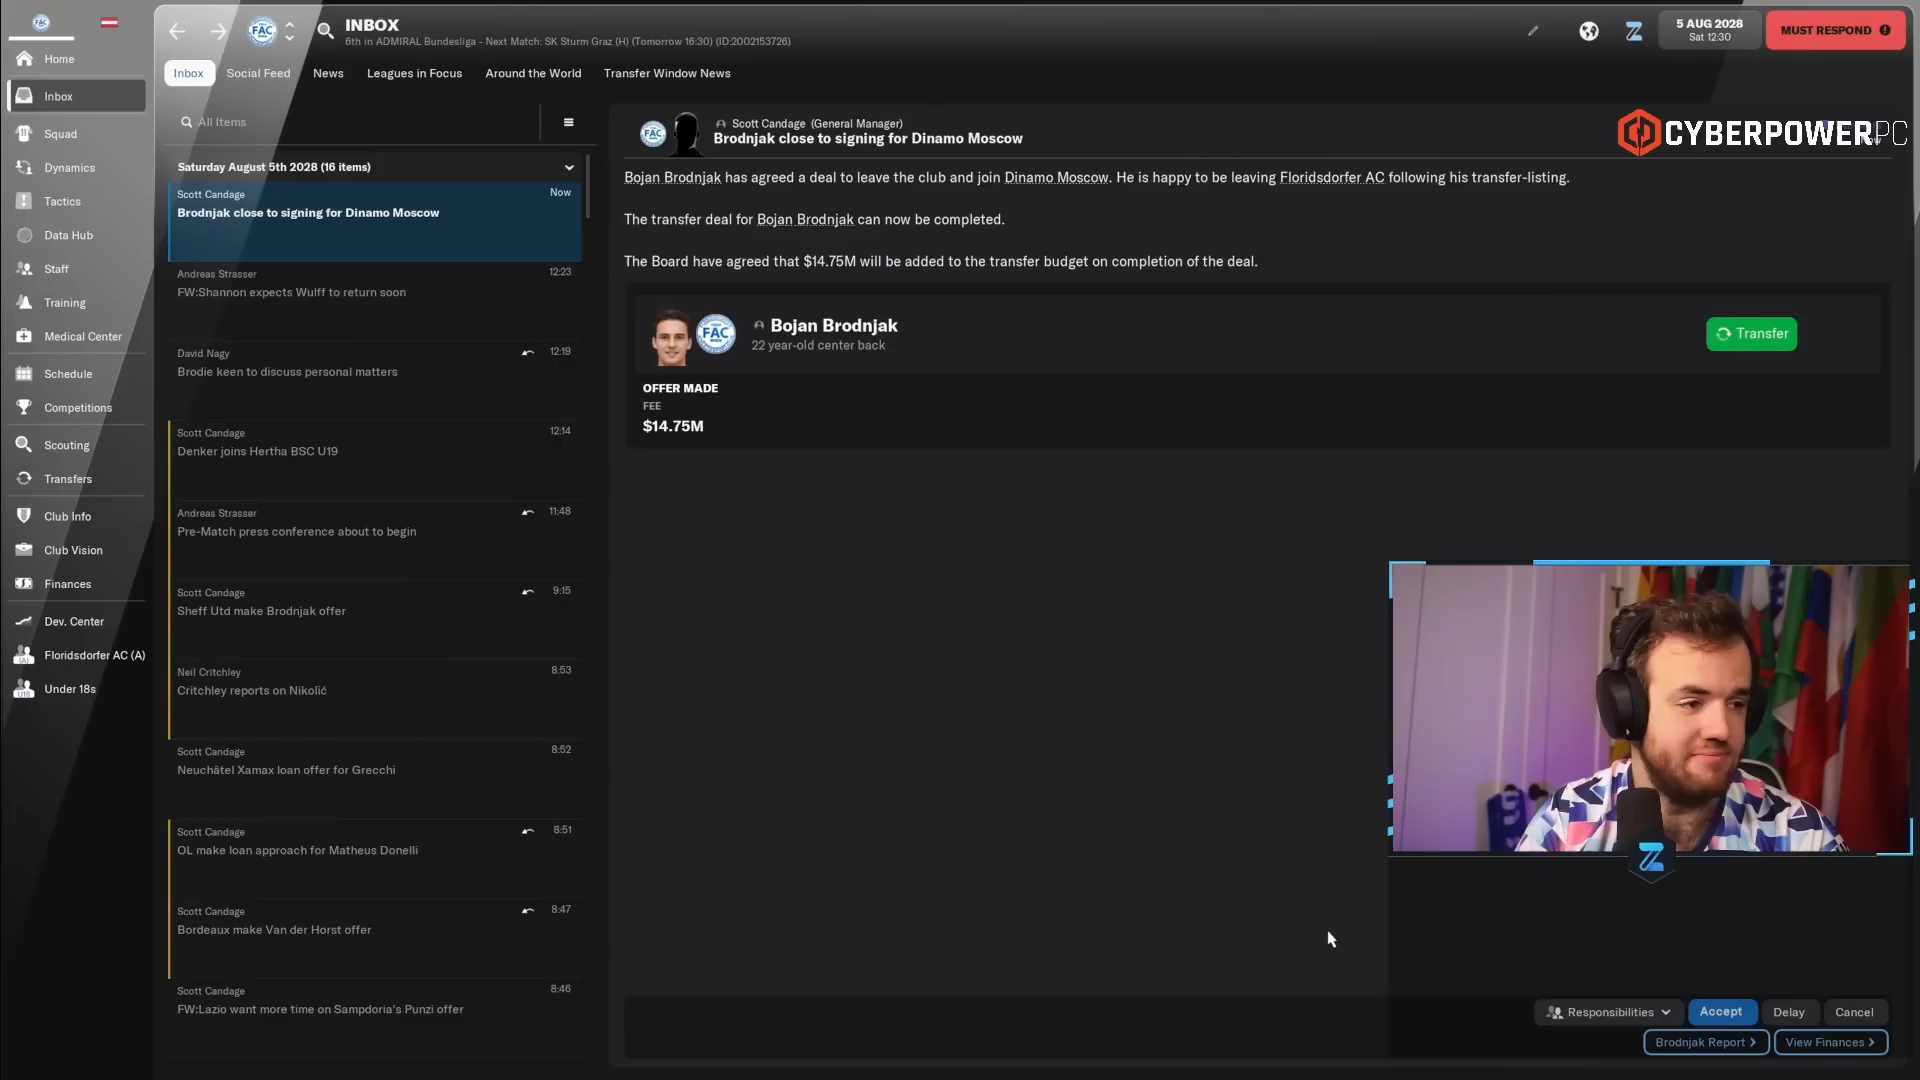 FAC
INBOX
6th in ADMIRAL Bundesliga - Next Match: SK Sturm Graz (H) (Tomorrow 16:30) (ID:2002153726)
5 AUG 2028
Sat 12:30
MUST RESPOND
Home
Inbox
Squad
Dynamics
Tactics
Data Hub
Staff
Training
Medical Center
Schedule
Competitions
Scouting
Transfers
Club Info
Club Vision
Finances
Dev. Center
Floridsdorfer AC (A)
Under 18s
Inbox
Social Feed
News
Leagues in Focus
Around the World
Transfer Window News
All Items
Saturday August 5th 2028 (16 items)
Scott Candage
Now
Brodnjak close to signing for Dinamo Moscow
Andreas Strasser
12:23
FW:Shannon expects Wulff to return soon
David Nagy
12:19
Brodie keen to discuss personal matters
Scott Candage
12:14
Denker joins Hertha BSC U19
Andreas Strasser
11:48
Pre-Match press conference about to begin
Scott Candage
9:15
Sheff Utd make Brodnjak offer
Neil Critchley
8:53
Critchley reports on Nikolić
Scott Candage
8:52
Neuchâtel Xamax loan offer for Grecchi
Scott Candage
8:51
OL make loan approach for Matheus Donelli
Scott Candage
8:47
Bordeaux make Van der Horst offer
Scott Candage
8:46
FW:Lazio want more time on Sampdoria's Punzi offer
FAC
Scott Candage (General Manager)
Brodnjak close to signing for Dinamo Moscow
CYBERPOWERPC
Bojan Brodnjak has agreed a deal to leave the club and join Dinamo Moscow. He is happy to be leaving Floridsdorfer AC following his transfer-listing.
The transfer deal for Bojan Brodnjak can now be completed.
The Board have agreed that $14.75M will be added to the transfer budget on completion of the deal.
FAC
Bojan Brodnjak
22 year-old center back
Transfer
OFFER MADE
FEE
$14.75M
Responsibilities
Accept
Delay
Cancel
Brodnjak Report
View Finances